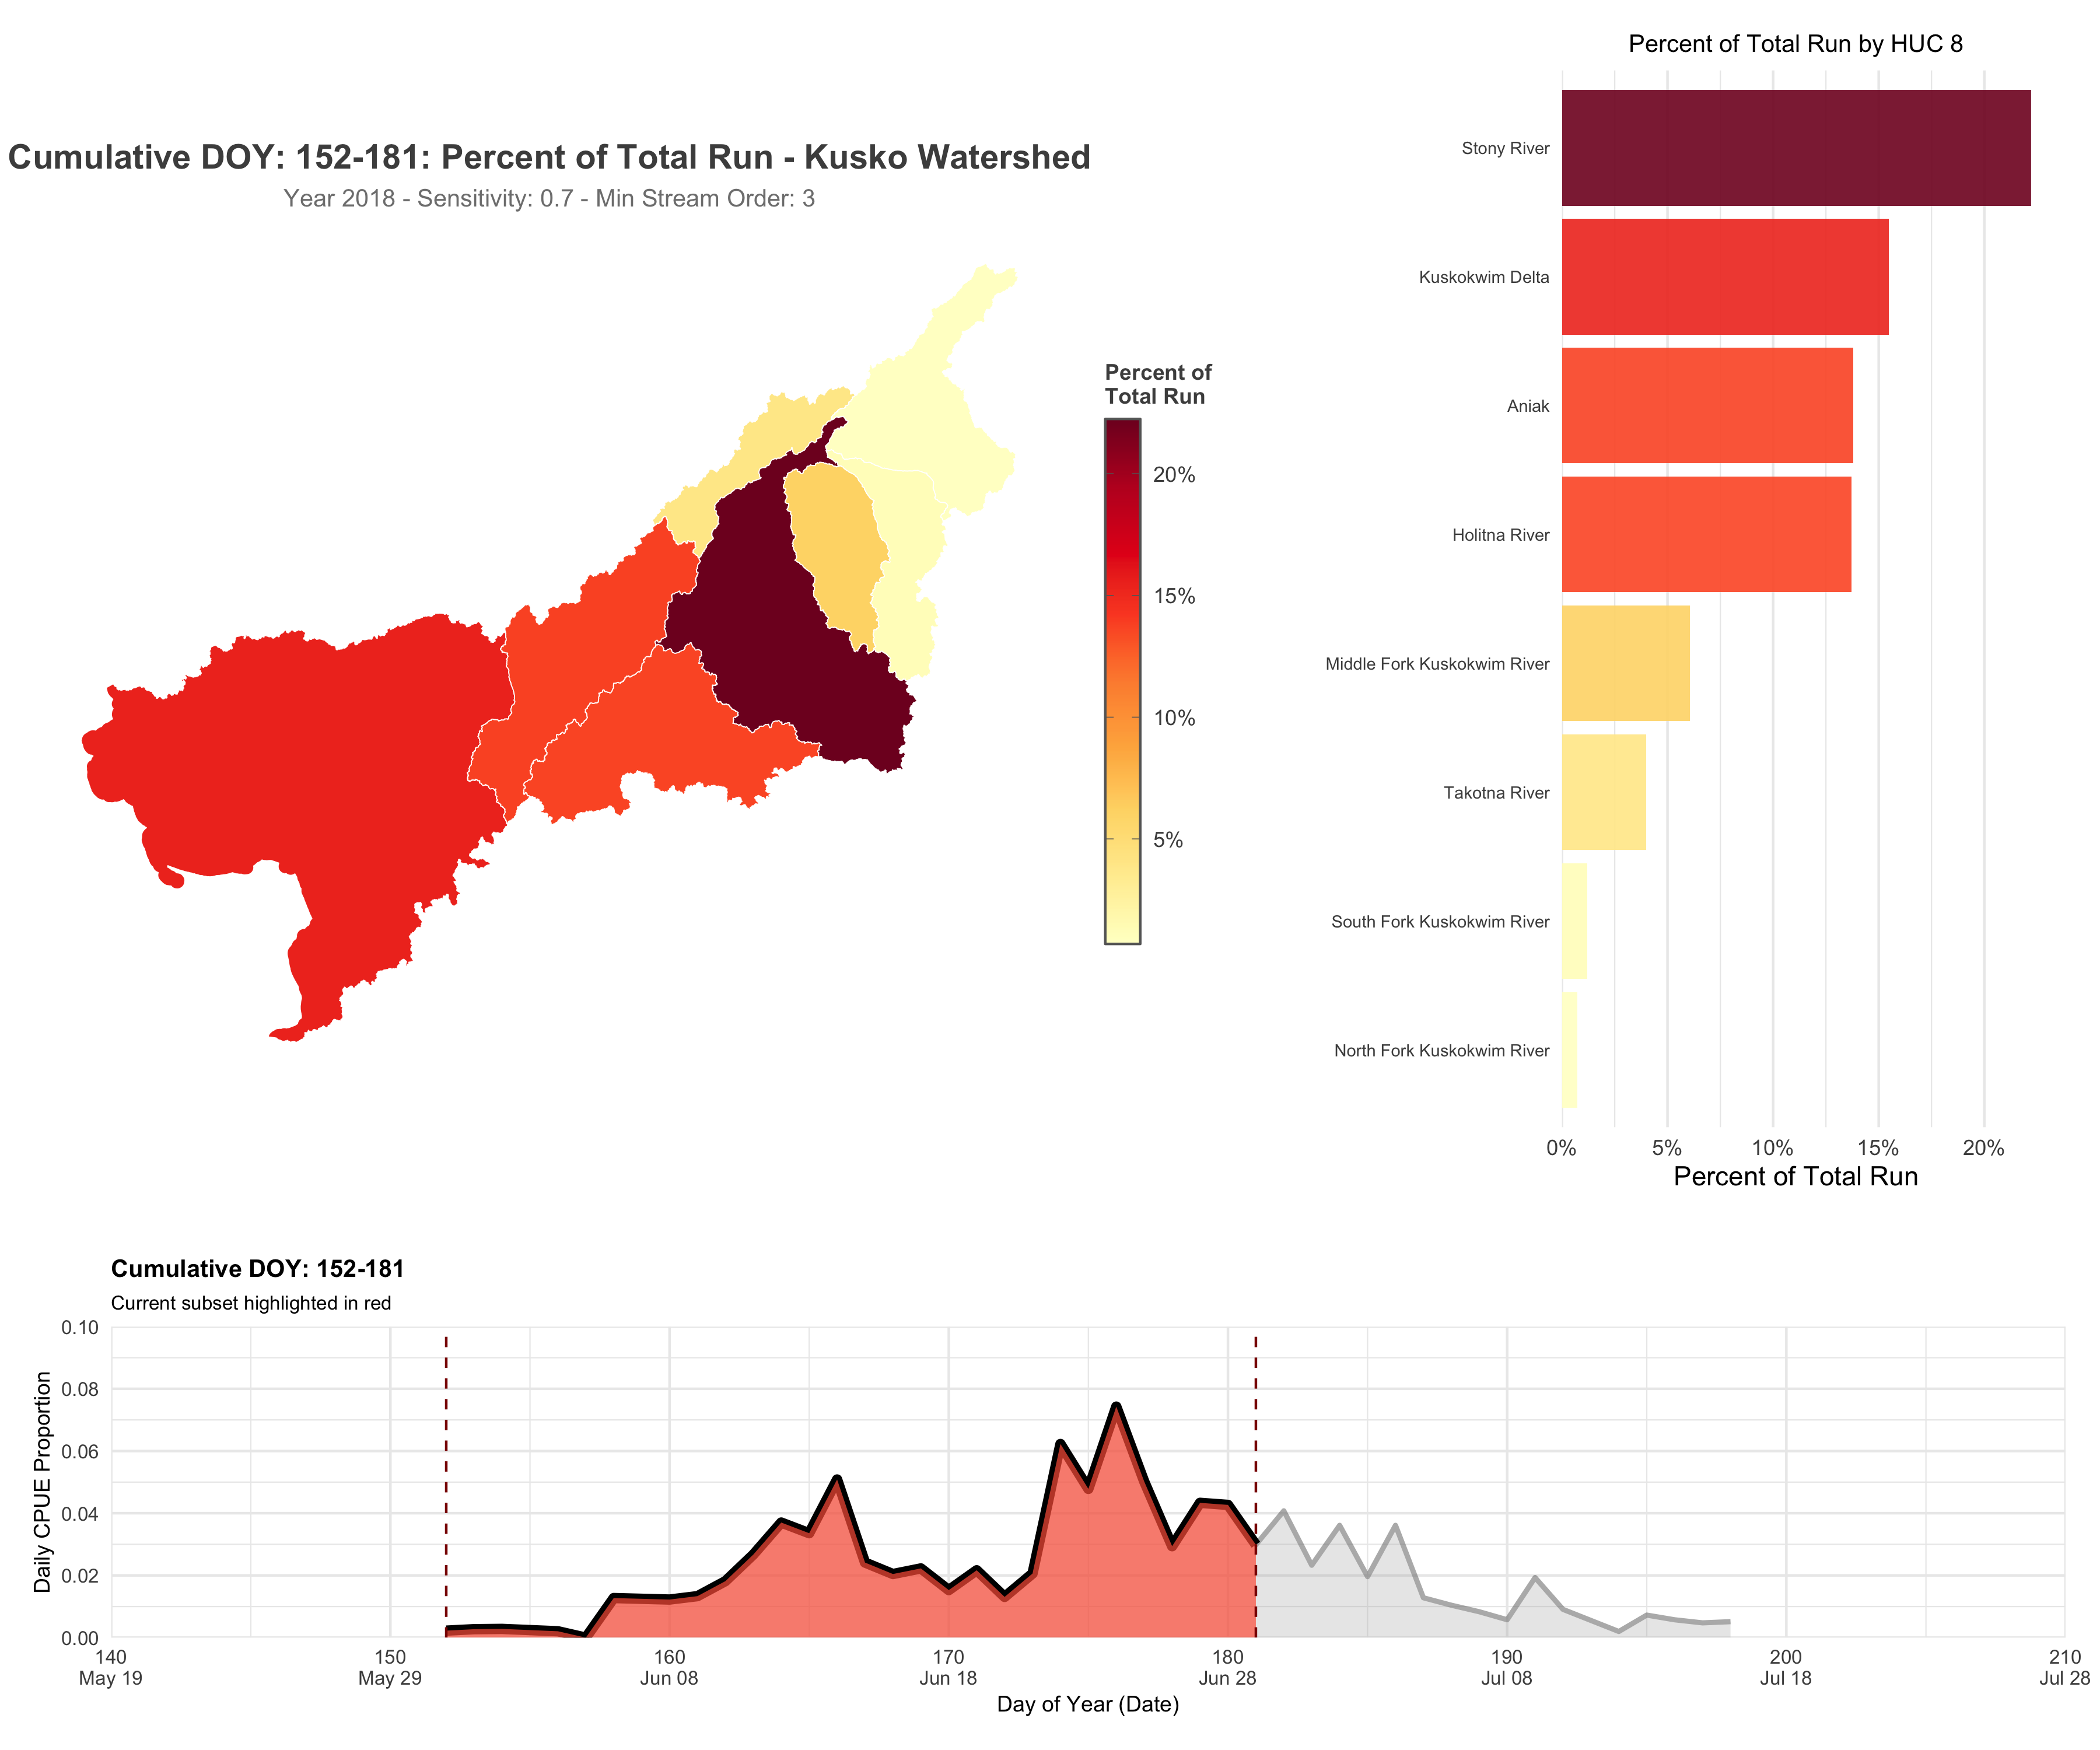 Cumulative DOY: 152-181: Percent of Total Run - Kusko Watershed
Year 2018 - Sensitivity: 0.7 - Min Stream Order: 3
Percent of
Total Run
20%
15%
10%
5%
Percent of Total Run by HUC 8
Stony River
Kuskokwim Delta
Aniak
Holitna River
Middle Fork Kuskokwim River
Takotna River
South Fork Kuskokwim River
North Fork Kuskokwim River
0% 5% 10% 15% 20%
Percent of Total Run
Cumulative DOY: 152-181
Current subset highlighted in red
Daily CPUE Proportion
0.10
0.08
0.06
0.04
0.02
0.00
140 150 160 170 180 190 200 210
May 19 May 29 Jun 08 Jun 18 Jun 28 Jul 08 Jul 18 Jul 28
Day of Year (Date)